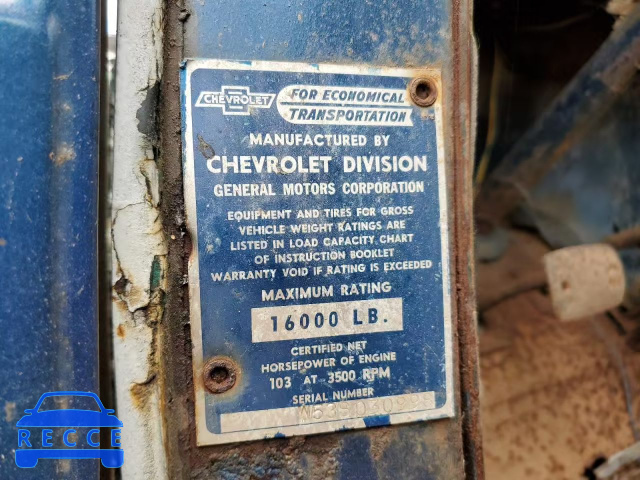 CHEVROLET
FOR ECONOMICAL
TRANSPORTATION
MANUFACTURED BY
CHEVROLET DIVISION
GENERAL MOTORS CORPORATION
EQUIPMENT AND TIRES FOR GROSS
VEHICLE WEIGHT RATINGS ARE
LISTED IN LOAD CAPACITY CHART
OF INSTRUCTION BOOKLET
WARRANTY VOID IF RATING IS EXCEEDED
MAXIMUM RATING
16000 LB.
CERTIFIED NET
HORSEPOWER OF ENGINE
103 AT 3500 RPM
SERIAL NUMBER
RECCE